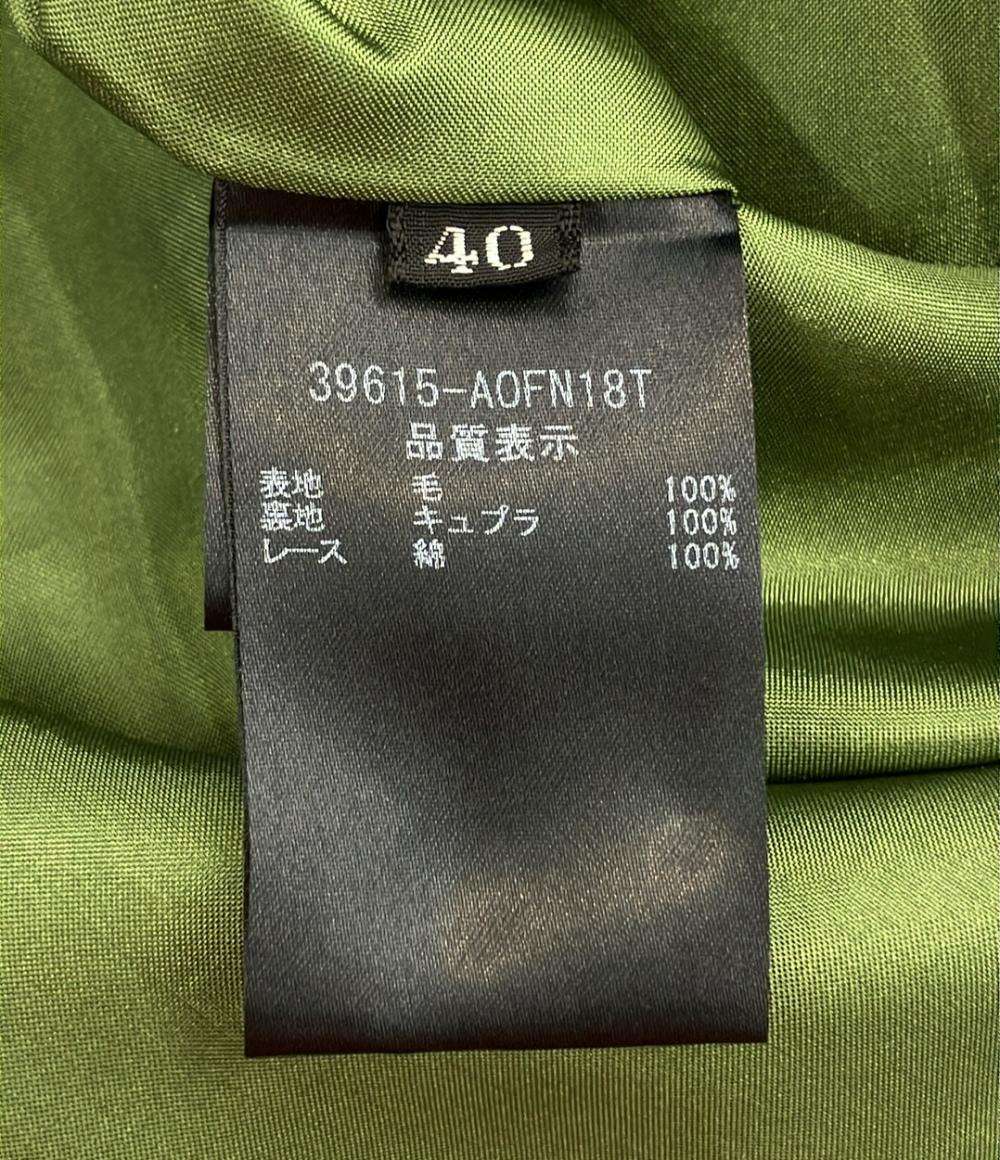 40
39615-AOFN18T
品質表示
表地 毛 100%
裏地 キュプラ 100%
レース 綿 100%